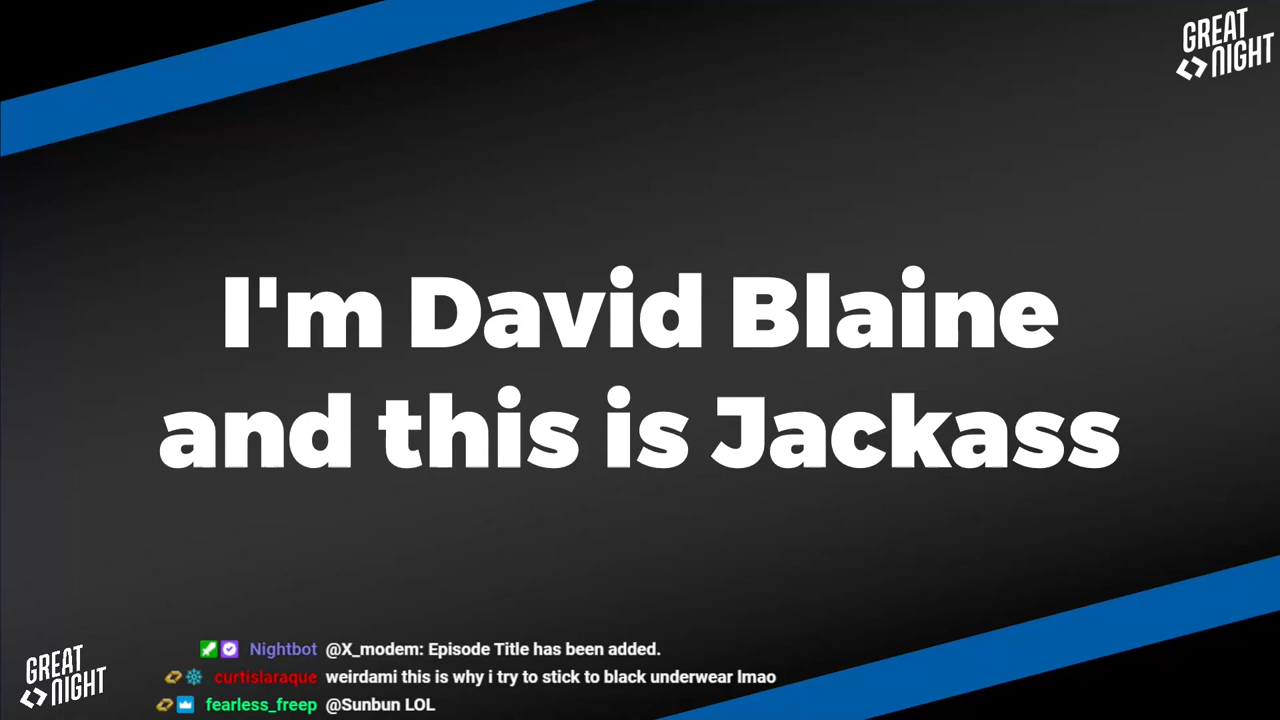 GREAT
NIGHT
I'm David Blaine
and this is Jackass
Nightbot @X_modem: Episode Title has been added.
curtislaraque weirdami this is why i try to stick to black underwear lmao
fearless_freep @Sunbun LOL
GREAT
NIGHT